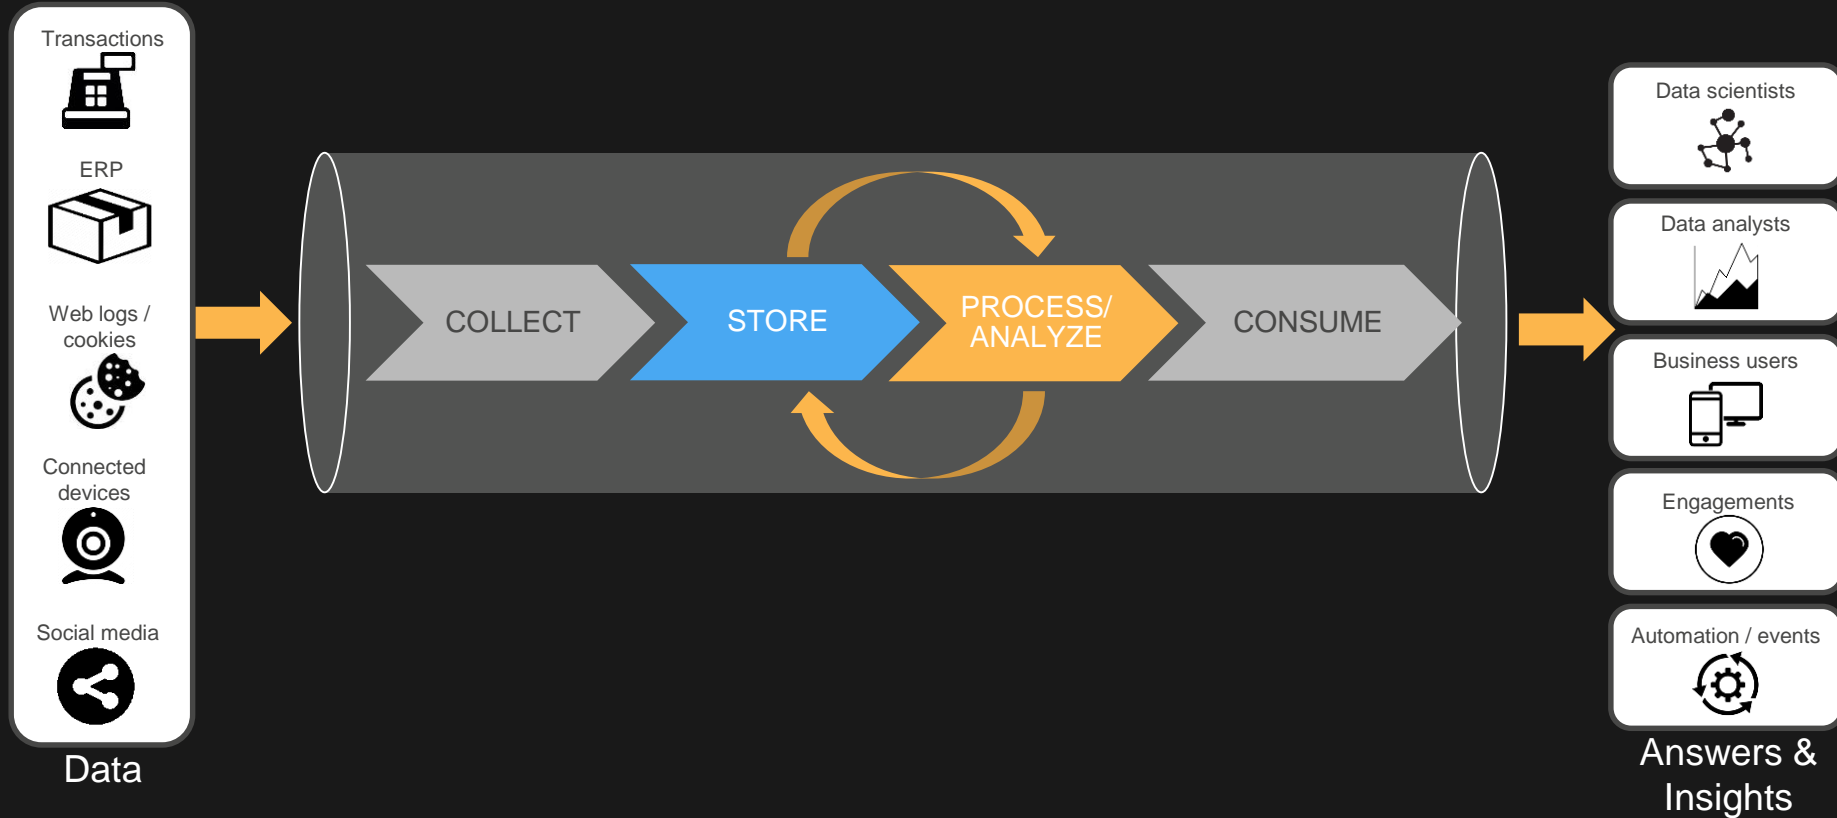 Transactions
ERP
Web logs /
cookies
Connected
devices
Social media
Data
COLLECT
STORE
PROCESS/
ANALYZE
CONSUME
Data scientists
Data analysts
Business users
Engagements
Automation / events
Answers &
Insights